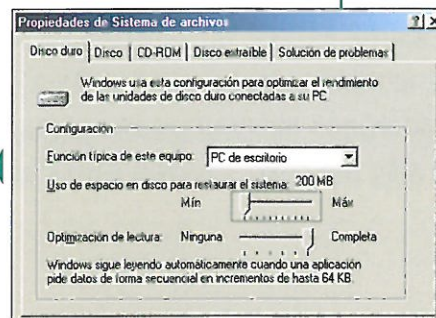 Propiedades de Sistema de archivos
Disco duro Disco CD-ROM Disco extraíble Solución de problemas
Windows usa esta configuración para optimizar el rendimiento
de las unidades de disco duro conectadas a su PC.
Configuración
Función típica de este equipo: PC de escritorio
Uso de espacio en disco para restaurar el sistema: 200 MB
Mín Máx
Optimización de lectura: Ninguna Completa
Windows sigue leyendo automáticamente cuando una aplicación
pide datos de forma secuencial en incrementos de hasta 64 KB.